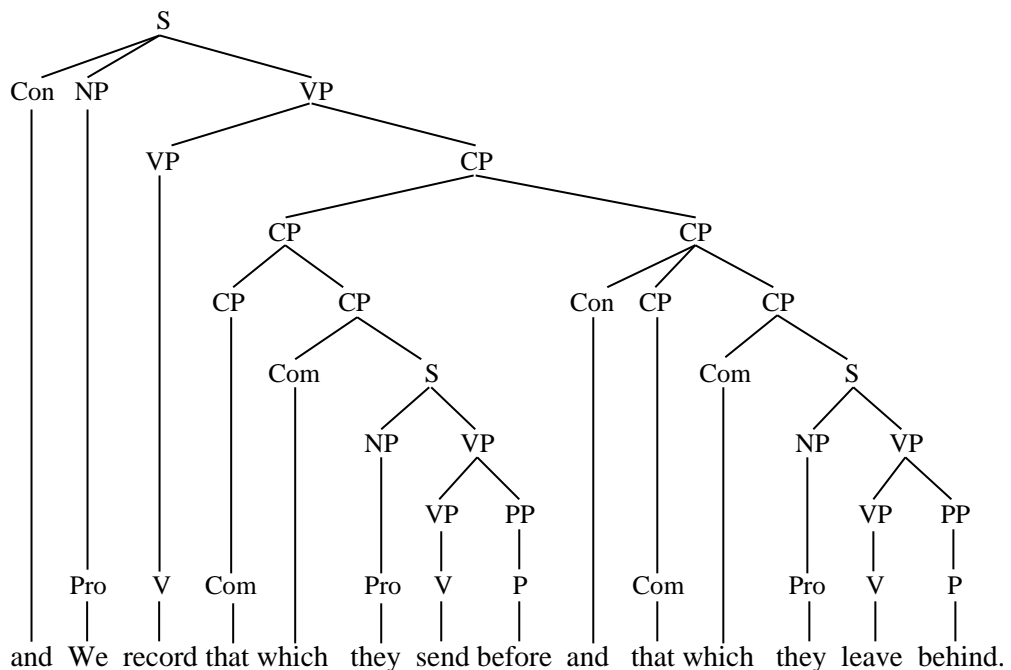 S
Con NP VP
VP CP
CP CP
CP CP Con CP CP
Com S Com S
NP VP NP VP
VP PP VP PP
Pro V Com Pro V P Com Pro V P
and We record that which they send before and that which they leave behind.